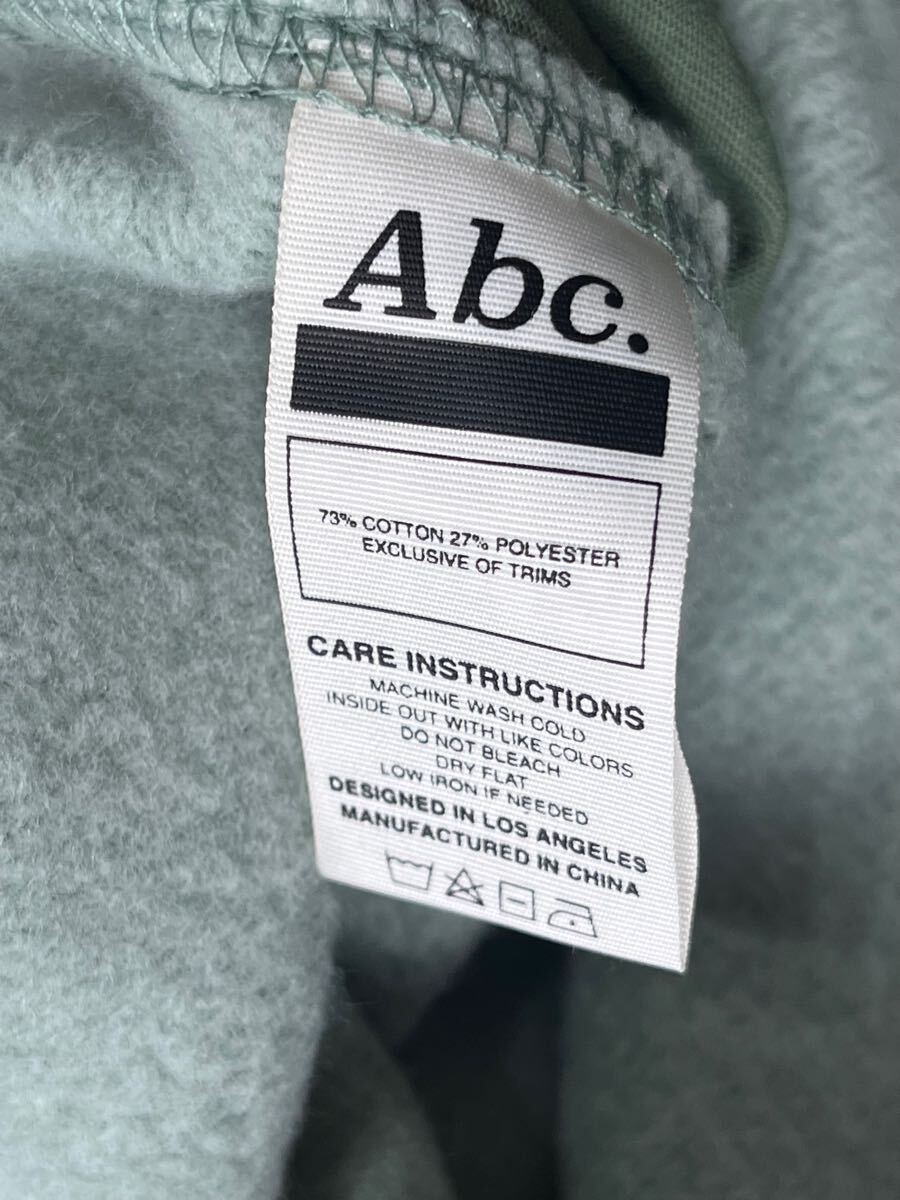 Abc.
73% COTTON 27% POLYESTER
EXCLUSIVE OF TRIMS
CARE INSTRUCTIONS
MACHINE WASH COLD
INSIDE OUT WITH LIKE COLORS
DO NOT BLEACH
DRY FLAT
LOW IRON IF NEEDED
DESIGNED IN LOS ANGELES
MANUFACTURED IN CHINA